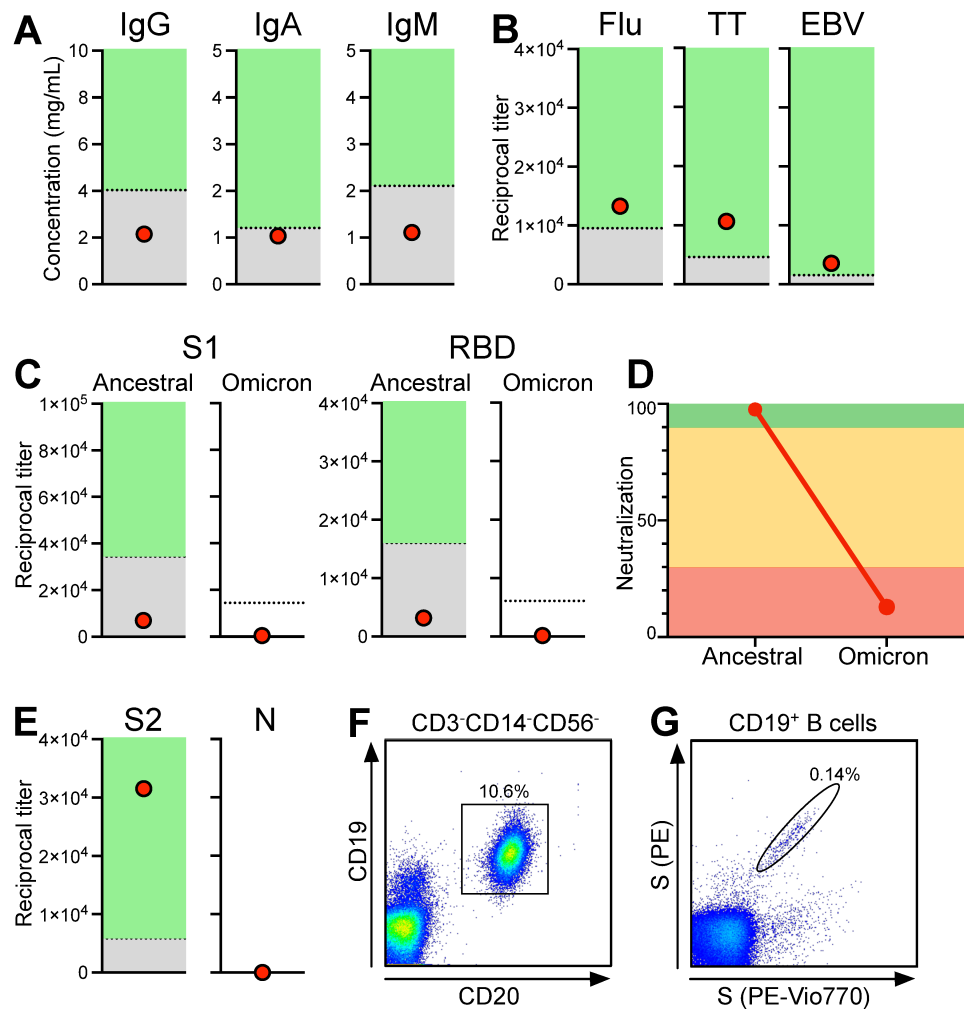 A
IgG
IgA
IgM
Concentration (mg/mL)
10
8
6
4
2
0
5
4
3
2
1
0
5
4
3
2
1
0
B
Flu
TT
EBV
Reciprocal titer
4×10⁴
3×10⁴
2×10⁴
1×10⁴
0
C
S1
Ancestral
Omicron
RBD
Ancestral
Omicron
Reciprocal titer
1×10⁵
8×10⁴
6×10⁴
4×10⁴
2×10⁴
0
4×10⁴
3×10⁴
2×10⁴
1×10⁴
0
D
Neutralization
100
50
0
Ancestral
Omicron
E
S2
N
Reciprocal titer
4×10⁴
3×10⁴
2×10⁴
1×10⁴
0
F
CD3⁻CD14⁻CD56⁻
10.6%
CD19
CD20
G
CD19⁺ B cells
0.14%
S (PE)
S (PE-Vio770)